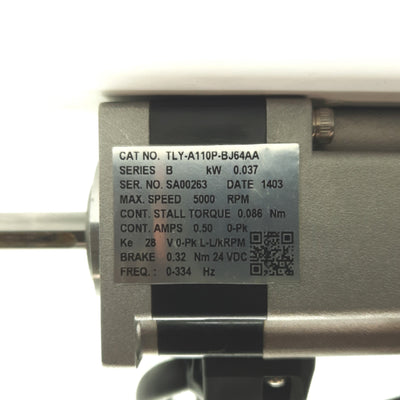 CAT NO. TLY-A110P-BJ64AA
SERIES B kW 0.037
SER. NO. SA00263 DATE 1403
MAX. SPEED 5000 RPM
CONT. STALL TORQUE 0.086 Nm
CONT. AMPS 0.50 0-Pk
Ke 28 V 0-Pk L-L/kRPM
BRAKE 0.32 Nm 24 VDC
FREQ. : 0-334 Hz